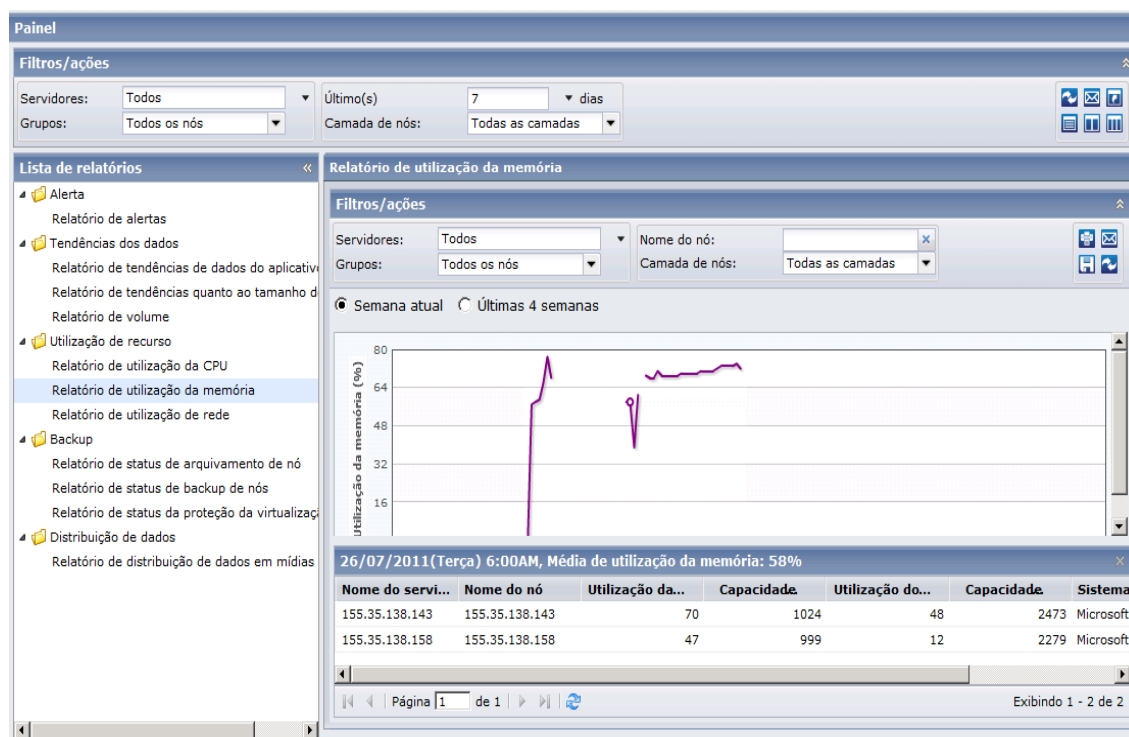 Painel
Filtros/ações
Servidores: Todos Último(s) 7 dias
Grupos: Todos os nós Camada de nós: Todas as camadas
Lista de relatórios
Alerta
Relatório de alertas
Tendências dos dados
Relatório de tendências de dados do aplicativo
Relatório de tendências quanto ao tamanho d
Relatório de volume
Utilização de recurso
Relatório de utilização da CPU
Relatório de utilização da memória
Relatório de utilização de rede
Backup
Relatório de status de arquivamento de nó
Relatório de status de backup de nós
Relatório de status da proteção da virtualizaç
Distribuição de dados
Relatório de distribuição de dados em mídias
Relatório de utilização da memória
Filtros/ações
Servidores: Todos Nome do nó:
Grupos: Todos os nós Camada de nós: Todas as camadas
Semana atual Últimas 4 semanas
Utilização da memória (%)
80
64
48
32
16
26/07/2011(Terça) 6:00AM, Média de utilização da memória: 58%
Nome do servi... Nome do nó Utilização da... Capacidade... Utilização do... Capacidade... Sistema
155.35.138.143 155.35.138.143 70 1024 48 2473 Microsoft
155.35.138.158 155.35.138.158 47 999 12 2279 Microsoft
Página 1 de 1 Exibindo 1 - 2 de 2